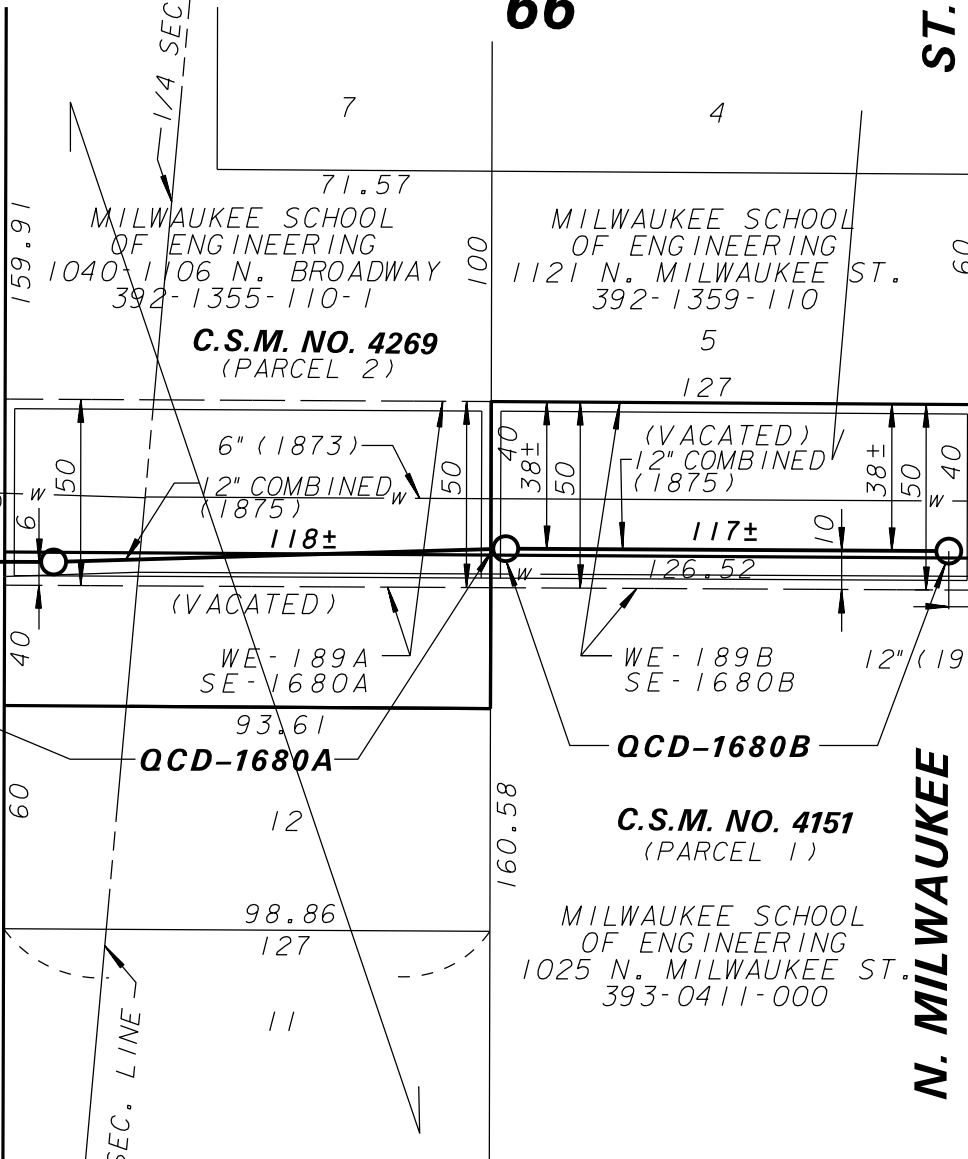 66
ST.
1/4 SEC
7
4
71.57
159.91
100
60
MILWAUKEE SCHOOL
OF ENGINEERING
1040-1106 N. BROADWAY
392-1355-110-1
MILWAUKEE SCHOOL
OF ENGINEERING
1121 N. MILWAUKEE ST.
392-1359-110
C.S.M. NO. 4269
(PARCEL 2)
5
127
6" (1873)
12" COMBINED
(1875)
W
W
50
6
50
118±
40
38±
50
(VACATED)
12" COMBINED
(1875)
38±
50
40
W
117±
10
126.52
W
(VACATED)
40
WE-189A
SE-1680A
WE-189B
SE-1680B
12" (19
93.61
QCD-1680A
QCD-1680B
60
12
160.58
C.S.M. NO. 4151
(PARCEL 1)
98.86
127
MILWAUKEE SCHOOL
OF ENGINEERING
1025 N. MILWAUKEE ST.
393-0411-000
11
SEC. LINE
N. MILWAUKEE